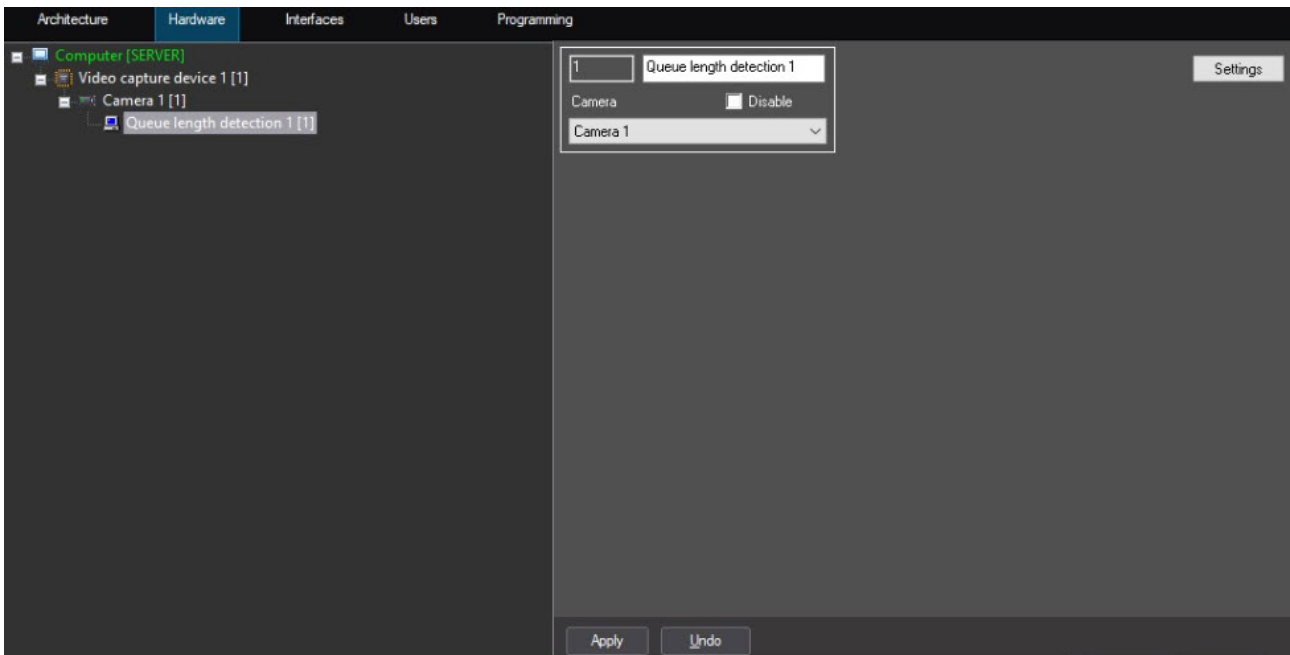 Architecture Hardware Interfaces Users Programming
Computer [SERVER]
Video capture device 1 [1]
Camera 1 [1]
Queue length detection 1 [1]
1 Queue length detection 1
Settings
Camera Disable
Camera 1
Apply Undo